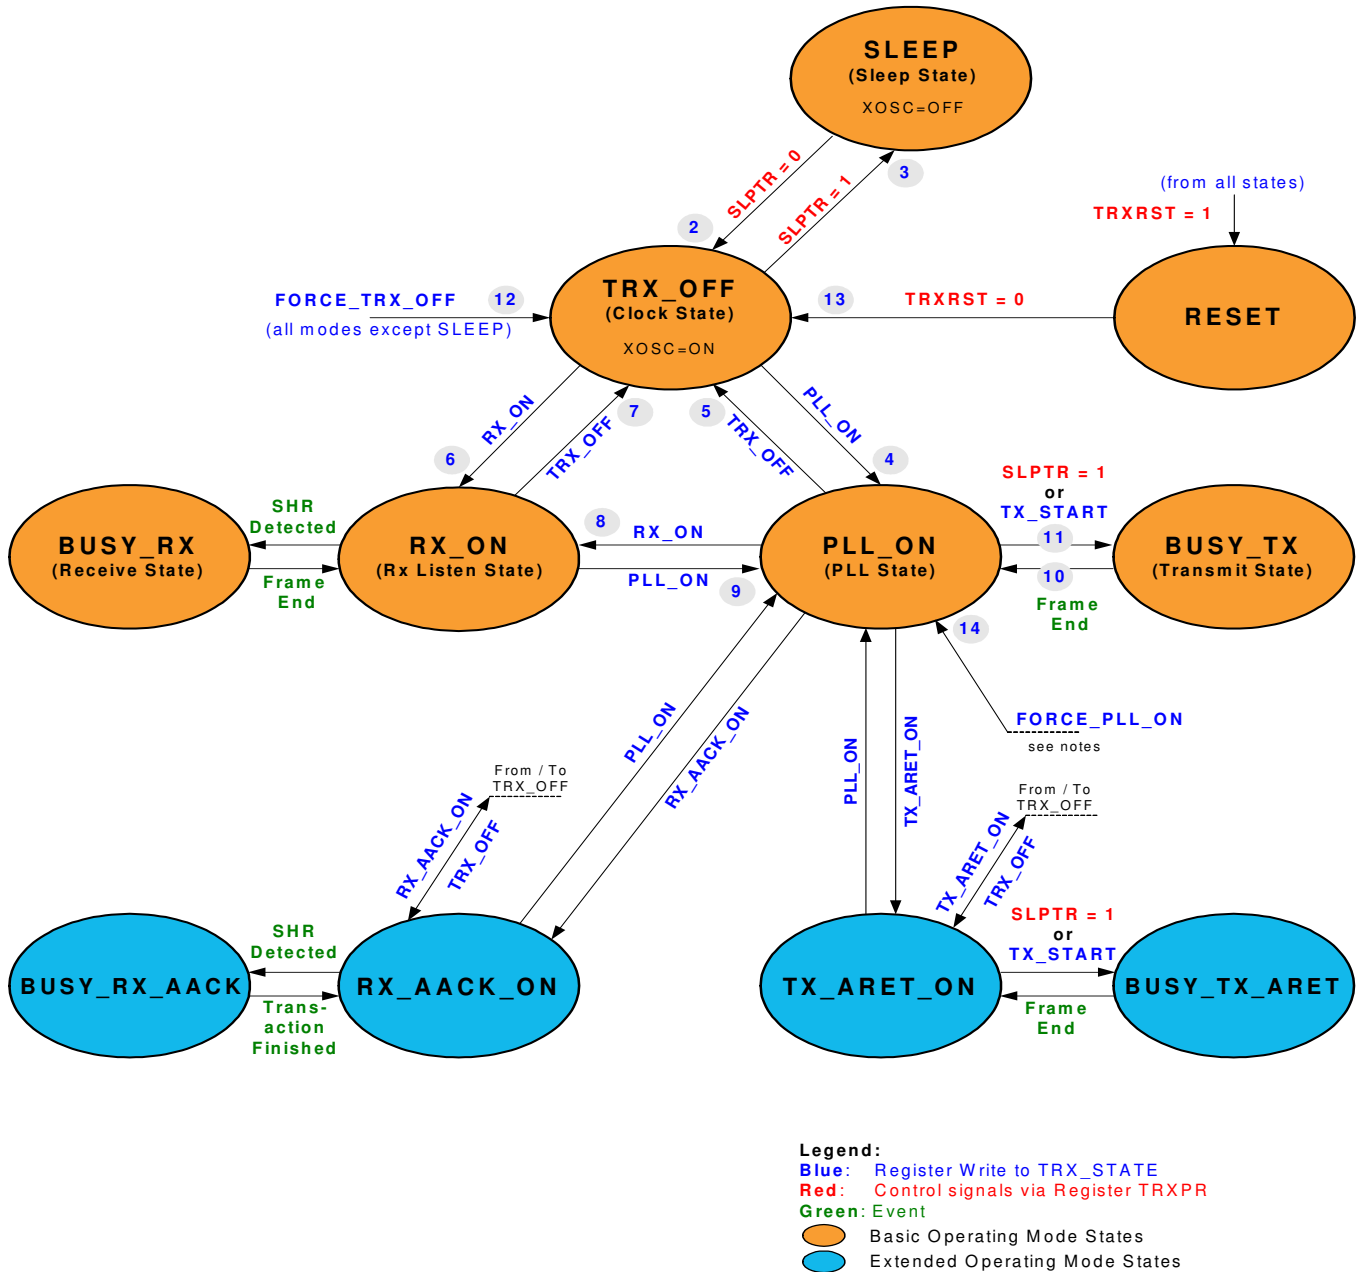 SLEEP
(Sleep State)
XOSC=OFF
SLPTR = 0
SLPTR = 1
3
2
(from all states)
TRXRST = 1
FORCE_TRX_OFF
12
(all modes except SLEEP)
TRX_OFF
(Clock State)
XOSC=ON
13
TRXRST = 0
RESET
RX_ON
7
TRX_OFF
6
5
TRX_OFF
PLL_ON
4
SHR
Detected
BUSY_RX
(Receive State)
Frame
End
RX_ON
(Rx Listen State)
8
RX_ON
PLL_ON
9
PLL_ON
(PLL State)
SLPTR = 1
or
TX_START
11
10
Frame
End
BUSY_TX
(Transmit State)
14
FORCE_PLL_ON
see notes
PLL_ON
RX_AACK_ON
PLL_ON
TX_ARET_ON
From / To
TRX_OFF
RX_AACK_ON
TRX_OFF
From / To
TRX_OFF
TX_ARET_ON
TRX_OFF
SHR
Detected
BUSY_RX_AACK
Trans-
action
Finished
RX_AACK_ON
TX_ARET_ON
SLPTR = 1
or
TX_START
Frame
End
BUSY_TX_ARET
Legend:
Blue: Register Write to TRX_STATE
Red: Control signals via Register TRXPR
Green: Event
Basic Operating Mode States
Extended Operating Mode States